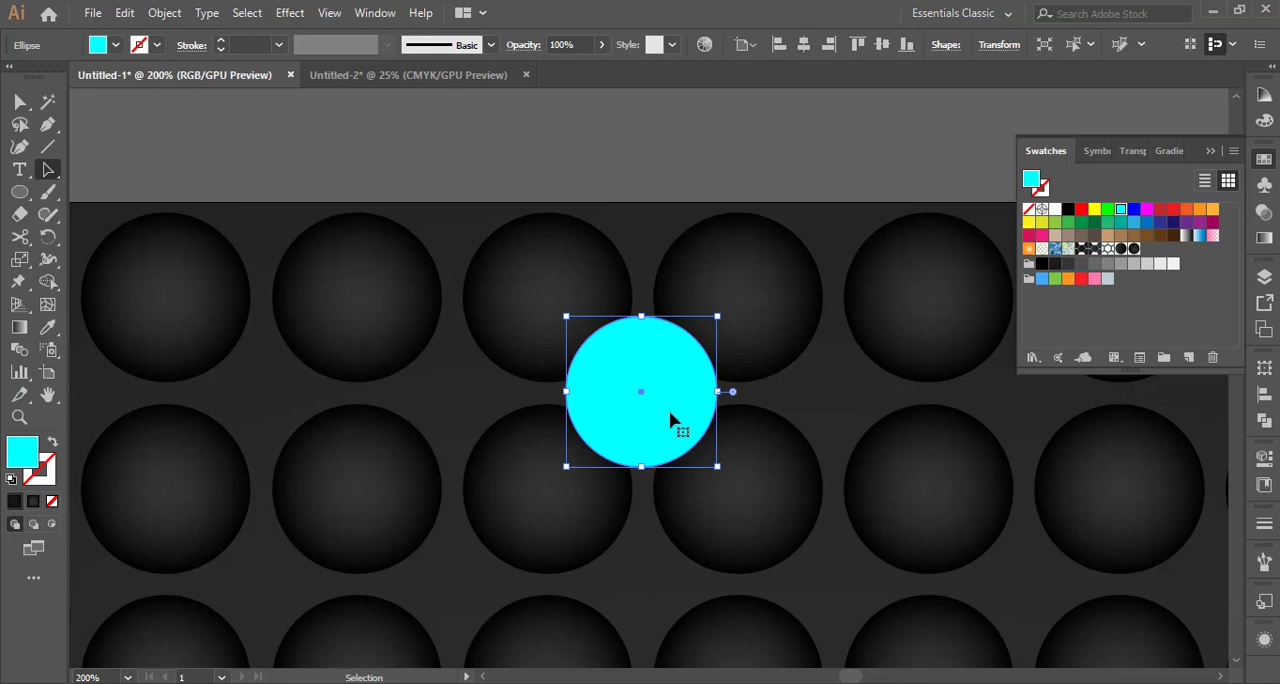 Ai File Edit Object Type Select Effect View Window Help Essentials Classic Search Adobe Stock
Ellipse Stroke: Basic Opacity: 100% Style: Shape: Transform
Untitled-1* @ 200% (RGB/GPU Preview) Untitled-2* @ 25% (CMYK/GPU Preview)
Swatches Symbc Transp Gradie
200% 1 Selection